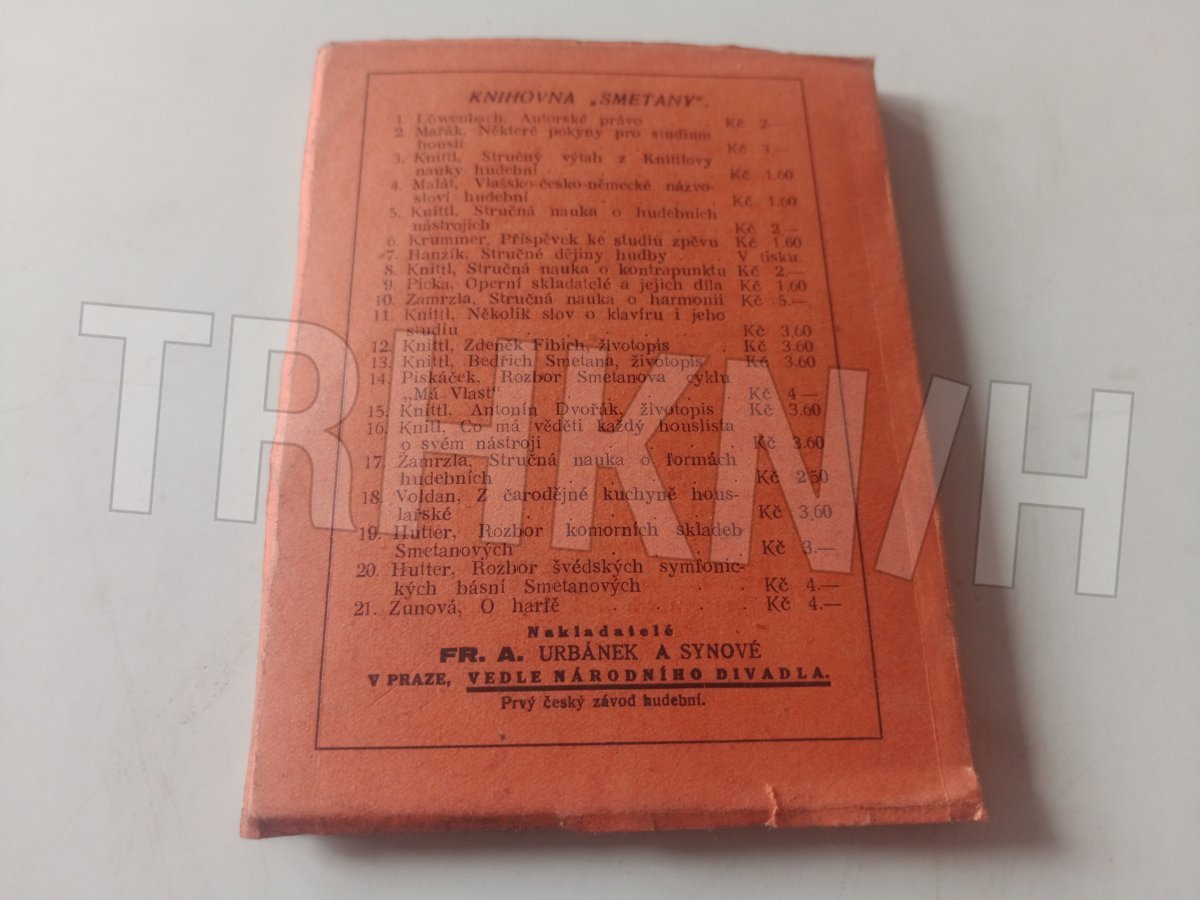 KNIHOVNA „SMETANY“.
1. Löwenbach, Autorské právo . Kč 2.—
2. Mařák, Některé pokyny pro studium
houslí . . . . . Kč 3.—
3. Knittl, Stručný výtah z Knittlovy
nauky hudební . . . . Kč 1.60
4. Malát, Vlašsko-česko-německé názvo-
sloví hudební . . . . Kč 1.60
5. Knittl, Stručná nauka o hudebních
nástrojích . . . . . Kč 2.—
6. Krummer, Příspěvek ke studiu zpěvu Kč 1.60
7. Hanzík, Stručné dějiny hudby . V tisku.
8. Knittl, Stručná nauka o kontrapunktu Kč 2.—
9. Picka, Operní skladatelé a jejich díla Kč 1.60
10. Zamrzla, Stručná nauka o harmonii Kč 5.—
11. Knittl, Několik slov o klavíru i jeho
studiu . . . . . . Kč 3.60
12. Knittl, Zdeněk Fibich, životopis . Kč 3.60
13. Knittl, Bedřich Smetana, životopis Kč 3.60
14. Piskáček, Rozbor Smetanova cyklu
„Má Vlast“ . . . . . Kč 4 —
15. Knittl, Antonín Dvořák, životopis . Kč 3.60
16. Knitl, Co má věděti každý houslista
o svém nástroji . . . . Kč 3.60
17. Zamrzla, Stručná nauka o formách
hudebních . . . . . Kč 2.50
18. Voldan, Z čarodějné kuchyně hous-
lařské . . . . . . Kč 3.60
19. Hutter, Rozbor komorních skladeb
Smetanových . . . . Kč 3.—
20. Hutter, Rozbor švédských symfonic-
kých básní Smetanových . . Kč 4.—
21. Zunová, O harfě . . . . Kč 4.—
Nakladatelé
FR. A. URBÁNEK A SYNOVÉ
V PRAZE, VEDLE NÁRODNÍHO DIVADLA.
Prvý český závod hudební.
TRHKNIH